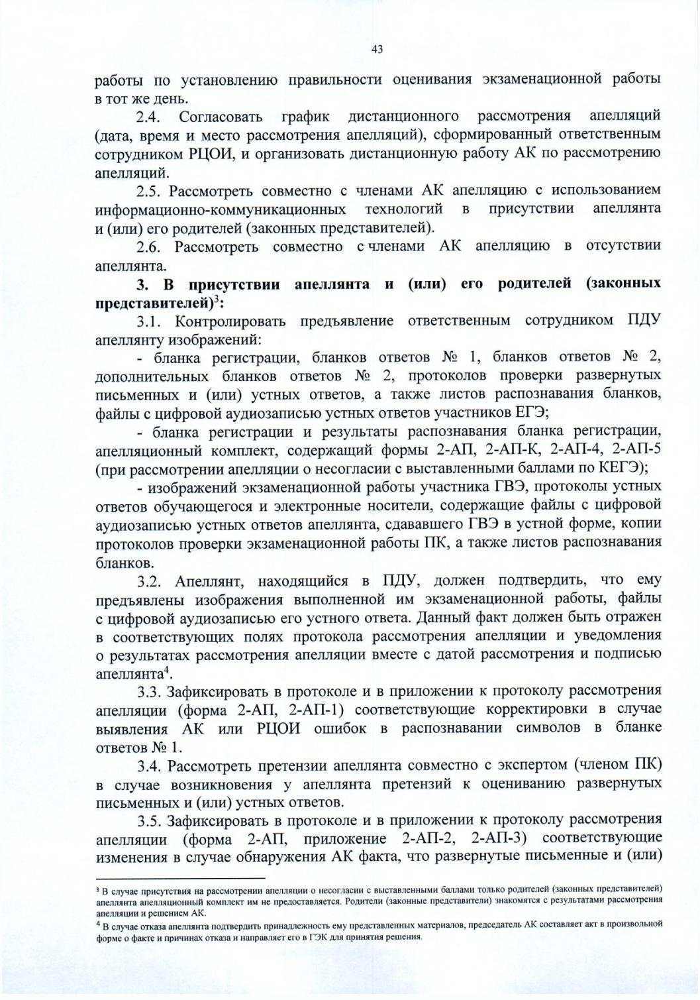 43
работы по установлению правильности оценивания экзаменационной работы
в тот же день.
2.4. Согласовать график дистанционного рассмотрения апелляций
(дата, время и место рассмотрения апелляций), сформированный ответственным
сотрудником РЦОИ, и организовать дистанционную работу АК по рассмотрению
апелляций.
2.5. Рассмотреть совместно с членами АК апелляцию с использованием
информационно-коммуникационных технологий в присутствии апеллянта
и (или) его родителей (законных представителей).
2.6. Рассмотреть совместно с членами АК апелляцию в отсутствии
апеллянта.
3. В присутствии апеллянта и (или) его родителей (законных
представителей)³:
3.1. Контролировать предъявление ответственным сотрудником ПДУ
апеллянту изображений:
- бланка регистрации, бланков ответов № 1, бланков ответов № 2,
дополнительных бланков ответов № 2, протоколов проверки развернутых
письменных и (или) устных ответов, а также листов распознавания бланков,
файлы с цифровой аудиозаписью устных ответов участников ЕГЭ;
- бланка регистрации и результаты распознавания бланка регистрации,
апелляционный комплект, содержащий формы 2-АП, 2-АП-К, 2-АП-4, 2-АП-5
(при рассмотрении апелляции о несогласии с выставленными баллами по КЕГЭ);
- изображений экзаменационной работы участника ГВЭ, протоколы устных
ответов обучающегося и электронные носители, содержащие файлы с цифровой
аудиозаписью устных ответов апеллянта, сдававшего ГВЭ в устной форме, копии
протоколов проверки экзаменационной работы ПК, а также листов распознавания
бланков.
3.2. Апеллянт, находящийся в ПДУ, должен подтвердить, что ему
предъявлены изображения выполненной им экзаменационной работы, файлы
с цифровой аудиозаписью его устного ответа. Данный факт должен быть отражен
в соответствующих полях протокола рассмотрения апелляции и уведомления
о результатах рассмотрения апелляции вместе с датой рассмотрения и подписью
апеллянта⁴.
3.3. Зафиксировать в протоколе и в приложении к протоколу рассмотрения
апелляции (форма 2-АП, 2-АП-1) соответствующие корректировки в случае
выявления АК или РЦОИ ошибок в распознавании символов в бланке
ответов № 1.
3.4. Рассмотреть претензии апеллянта совместно с экспертом (членом ПК)
в случае возникновения у апеллянта претензий к оцениванию развернутых
письменных и (или) устных ответов.
3.5. Зафиксировать в протоколе и в приложении к протоколу рассмотрения
апелляции (форма 2-АП, приложение 2-АП-2, 2-АП-3) соответствующие
изменения в случае обнаружения АК факта, что развернутые письменные и (или)
³ В случае присутствия на рассмотрении апелляции о несогласии с выставленными баллами только родителей (законных представителей)
апеллянта апелляционный комплект им не предоставляется. Родители (законные представители) знакомятся с результатами рассмотрения
апелляции и решением АК.
⁴ В случае отказа апеллянта подтвердить принадлежность ему представленных материалов, председатель АК составляет акт в произвольной
форме о факте и причинах отказа и направляет его в ГЭК для принятия решения.